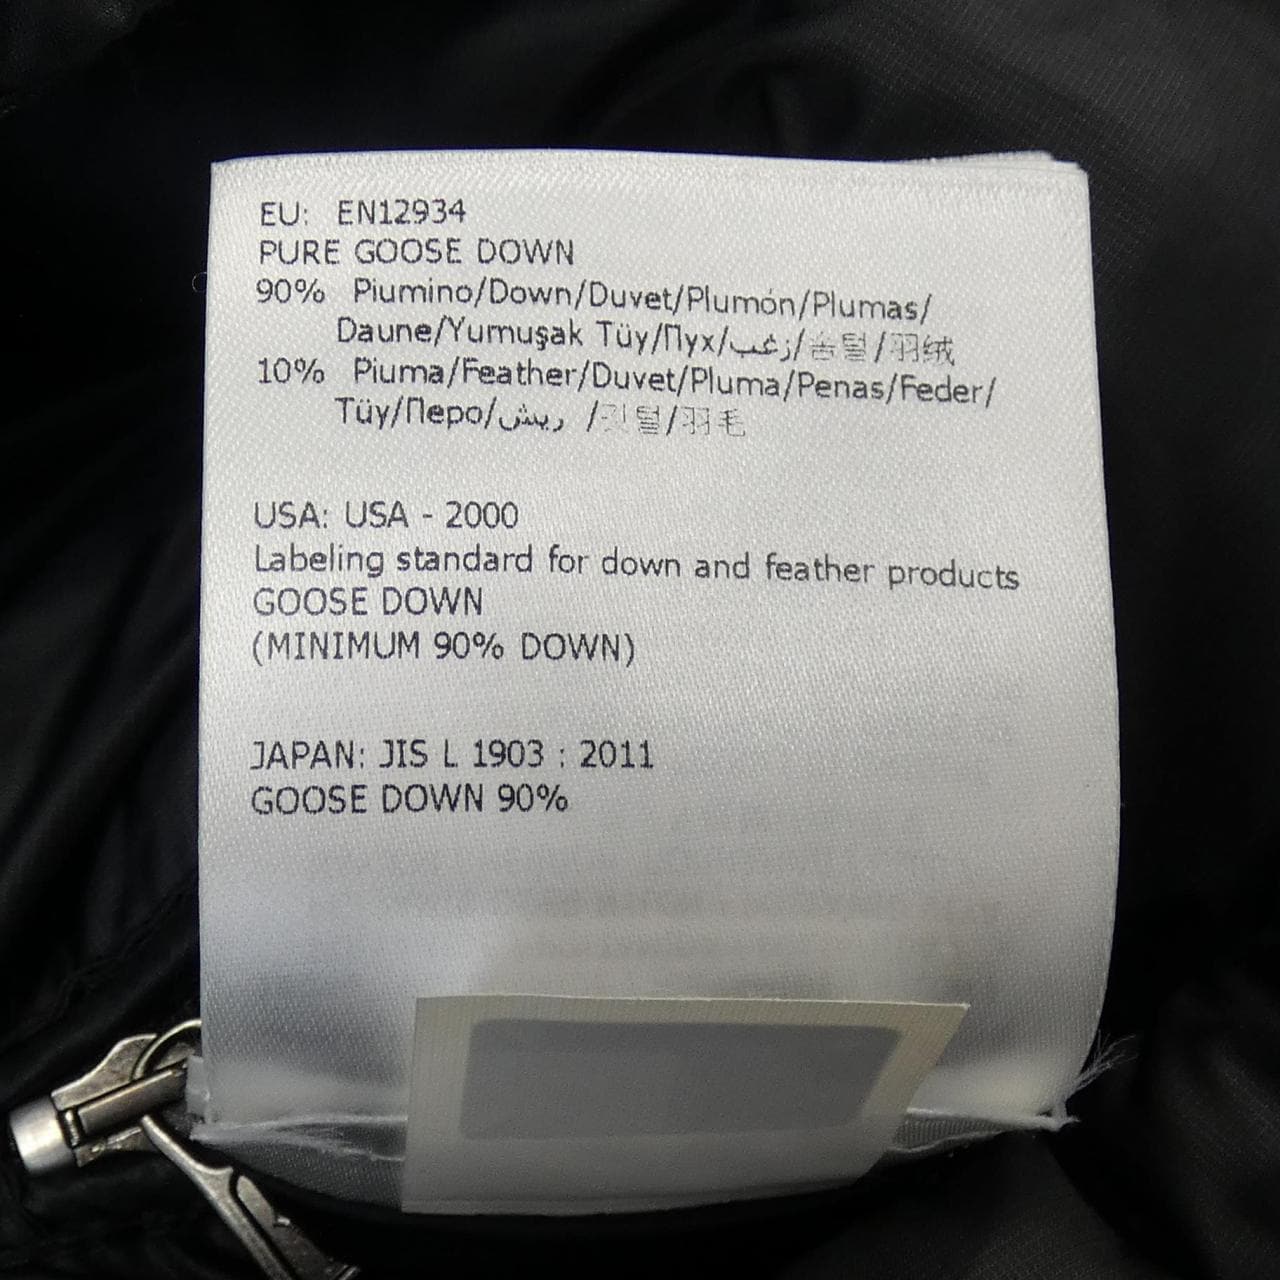 EU: EN12934
PURE GOOSE DOWN
90% Piumino/Down/Duvet/Plumón/Plumas/
Daune/Yumuşak Tüy/Пух/زغب/솜털/羽绒
10% Piuma/Feather/Duvet/Pluma/Penas/Feder/
Tüy/Перо/ريش /깃털/羽毛
USA: USA - 2000
Labeling standard for down and feather products
GOOSE DOWN
(MINIMUM 90% DOWN)
JAPAN: JIS L 1903 : 2011
GOOSE DOWN 90%